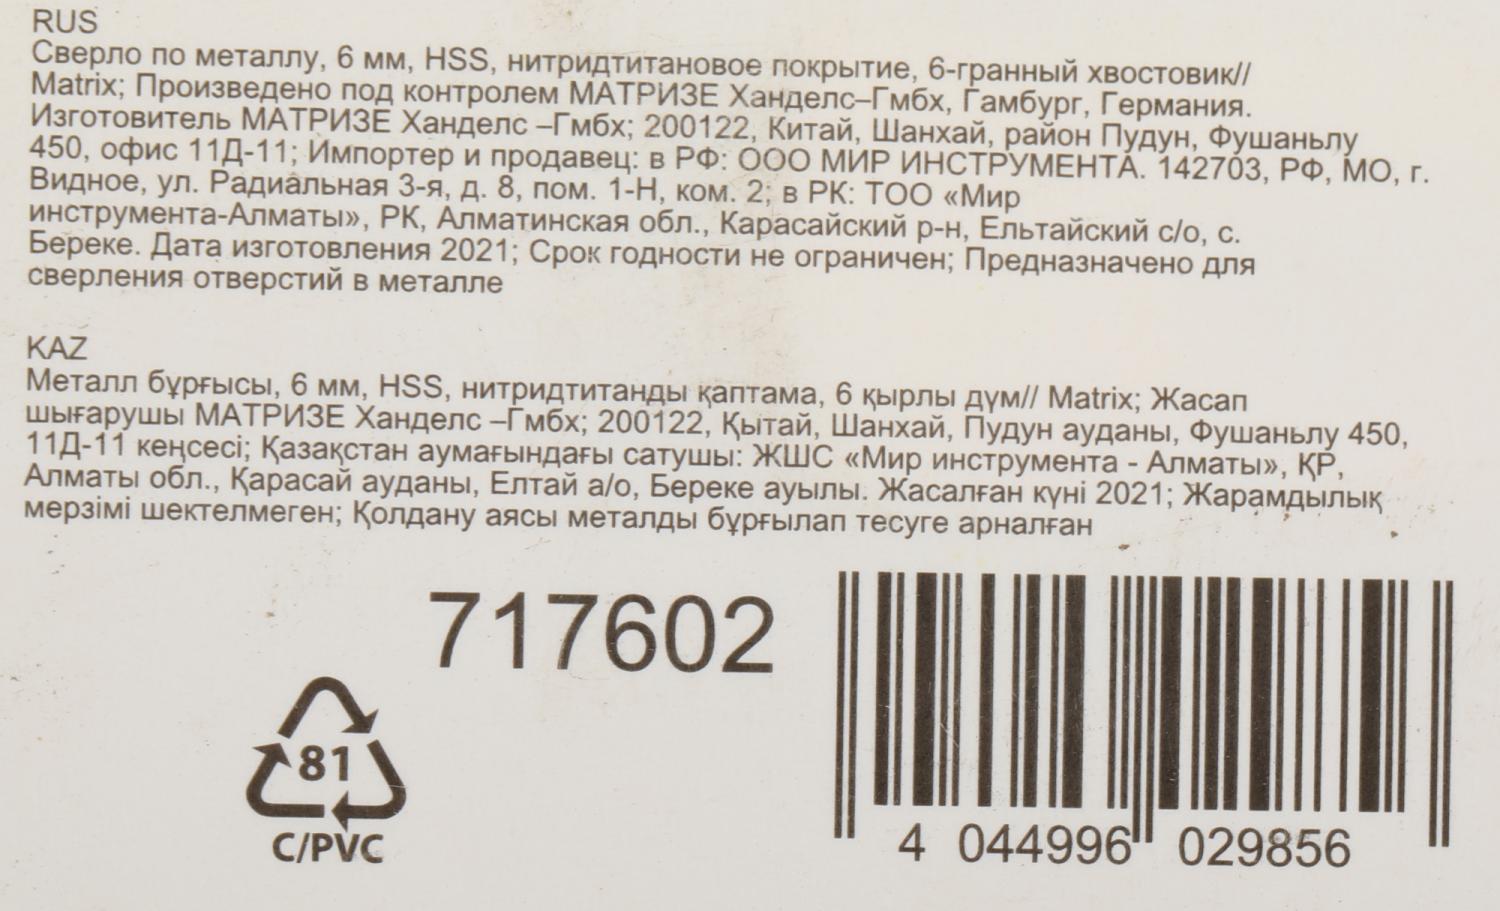 RUS
Сверло по металлу, 6 мм, HSS, нитридтитановое покрытие, 6-гранный хвостовик//
Matrix; Произведено под контролем МАТРИЗЕ Ханделс–Гмбх, Гамбург, Германия.
Изготовитель МАТРИЗЕ Ханделс –Гмбх; 200122, Китай, Шанхай, район Пудун, Фушаньлу
450, офис 11Д-11; Импортер и продавец: в РФ: ООО МИР ИНСТРУМЕНТА. 142703, РФ, МО, г.
Видное, ул. Радиальная 3-я, д. 8, пом. 1-Н, ком. 2; в РК: ТОО «Мир
инструмента-Алматы», РК, Алматинская обл., Карасайский р-н, Ельтайский с/о, с.
Береке. Дата изготовления 2021; Срок годности не ограничен; Предназначено для
сверления отверстий в металле
KAZ
Металл бұрғысы, 6 мм, HSS, нитридтитанды қаптама, 6 қырлы дүм// Matrix; Жасап
шығарушы МАТРИЗЕ Ханделс –Гмбх; 200122, Қытай, Шанхай, Пудун ауданы, Фушаньлу 450,
11Д-11 кеңсесі; Қазақстан аумағындағы сатушы: ЖШС «Мир инструмента - Алматы», ҚР,
Алматы обл., Қарасай ауданы, Елтай а/о, Береке ауылы. Жасалған күні 2021; Жарамдылық
мерзімі шектелмеген; Қолдану аясы металды бұрғылап тесуге арналған
717602
81
C/PVC
4 044996 029856